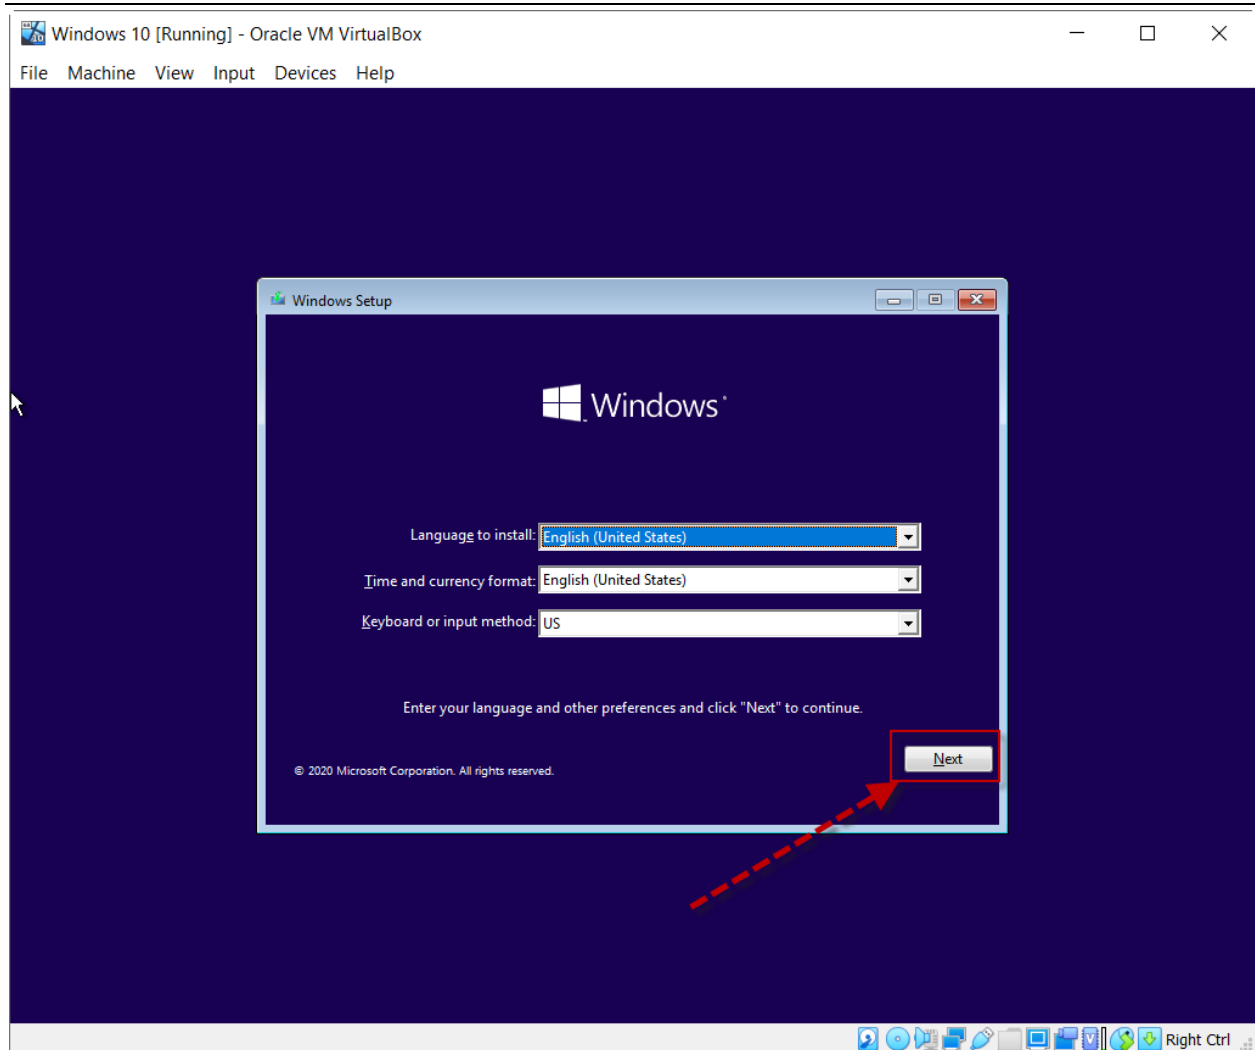 Windows 10 [Running] - Oracle VM VirtualBox
File Machine View Input Devices Help
Windows Setup
Windows
Language to install: English (United States)
Time and currency format: English (United States)
Keyboard or input method: US
Enter your language and other preferences and click "Next" to continue.
Next
© 2020 Microsoft Corporation. All rights reserved.
Right Ctrl